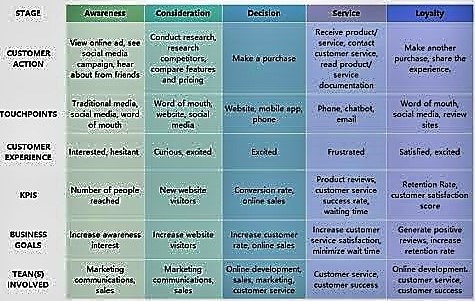 STAGE Awareness Consideration Decision Service Loyalty
CUSTOMER
ACTION
View online ad, see
social media
campaign, hear
about from friends
Conduct research,
research
competitors,
compare features
and pricing
Make a purchase
Receive product/
service, contact
customer service,
read product/
service
documentation
Make another
purchase, share the
experience.
TOUCHPOINTS
Traditional media,
social media, word
of mouth
Word of mouth,
website, social
media
Website, mobile app,
phone
Phone, chatbot,
email
Word of mouth,
social media, review
sites
CUSTOMER
EXPERIENCE
Interested, hesitant
Curious, excited
Excited
Frustrated
Satisfied, excited
KPIS
Number of people
reached
New website
visitors
Conversion rate,
online sales
Product reviews,
customer service
success rate,
waiting time
Retention Rate,
customer satisfaction
score
BUSINESS
GOALS
Increase awareness
interest
Increase website
visitors
Increase customer
rate, online sales
Increase customer
service satisfaction,
minimize wait time
Generate positive
reviews, increase
retention rate
TEAN(S)
INVOLVED
Marketing
communications,
sales
Marketing
communications,
sales
Online development,
sales, marketing,
customer service
Customer service,
customer success
Online development,
customer service,
customer success